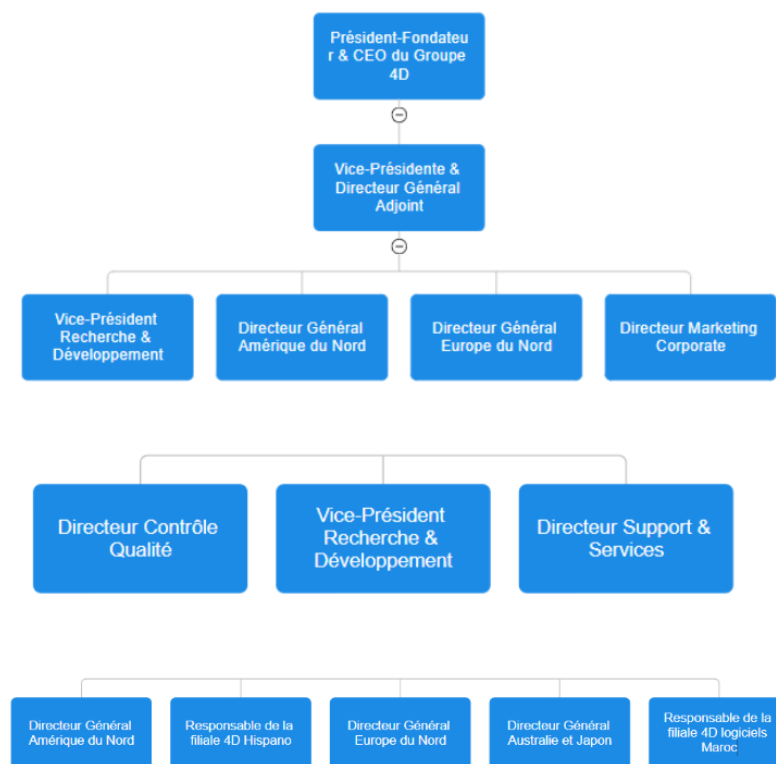 Président-Fondateu
r & CEO du Groupe
4D
Vice-Présidente &
Directeur Général
Adjoint
Vice-Président
Recherche &
Développement
Directeur Général
Amérique du Nord
Directeur Général
Europe du Nord
Directeur Marketing
Corporate
Directeur Contrôle
Qualité
Vice-Président
Recherche &
Développement
Directeur Support &
Services
Directeur Général
Amérique du Nord
Responsable de la
filiale 4D Hispano
Directeur Général
Europe du Nord
Directeur Général
Australie et Japon
Responsable de la
filiale 4D logiciels
Maroc